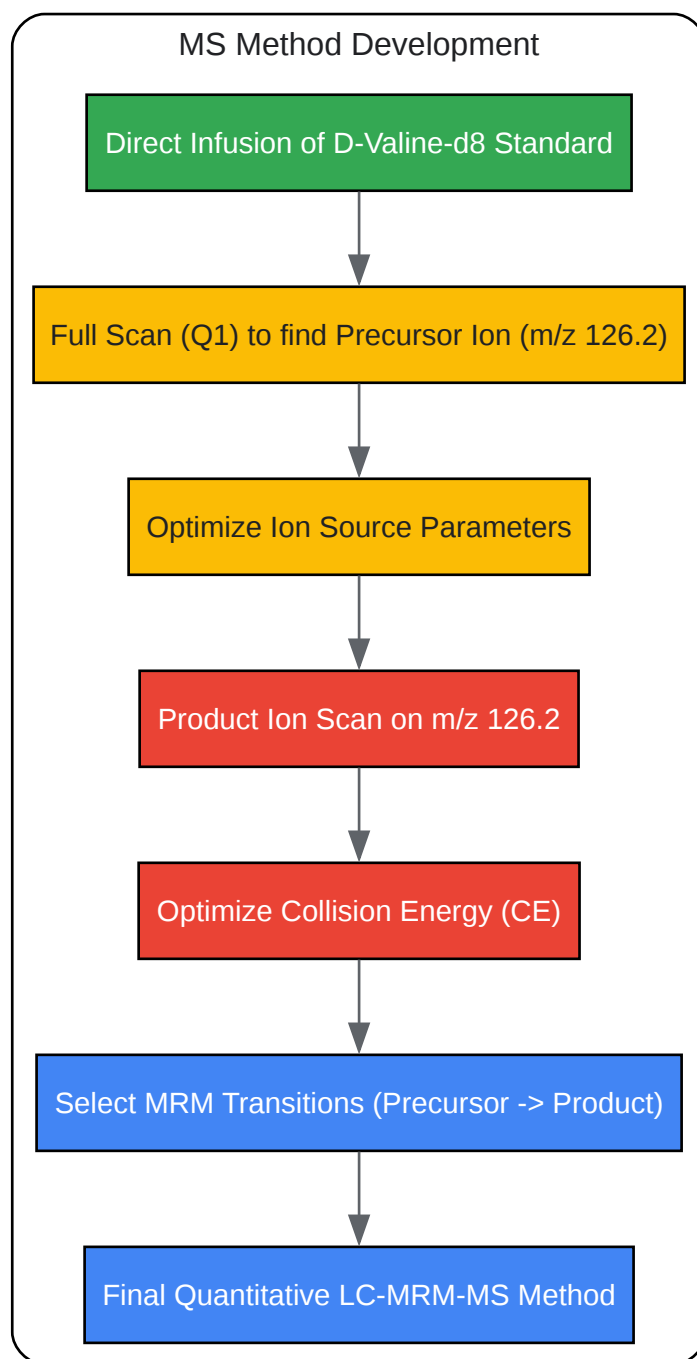 MS Method Development
Direct Infusion of D-Valine-d8 Standard
Full Scan (Q1) to find Precursor Ion (m/z 126.2)
Optimize Ion Source Parameters
Product Ion Scan on m/z 126.2
Optimize Collision Energy (CE)
Select MRM Transitions (Precursor -> Product)
Final Quantitative LC-MRM-MS Method